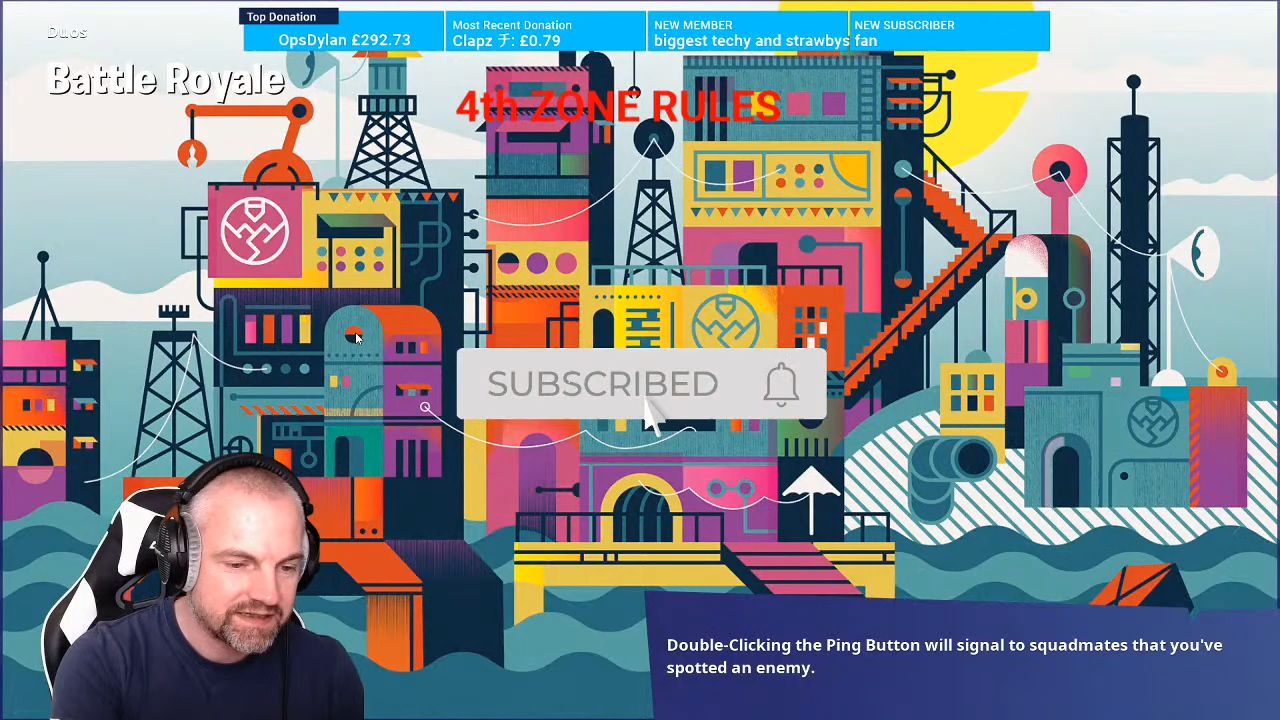 Duos
Battle Royale
Top Donation
OpsDylan £292.73
Most Recent Donation
Clapz 子: £0.79
NEW MEMBER
biggest techy and strawbys fan
NEW SUBSCRIBER
4th ZONE RULES
SUBSCRIBED
Double-Clicking the Ping Button will signal to squadmates that you've
spotted an enemy.